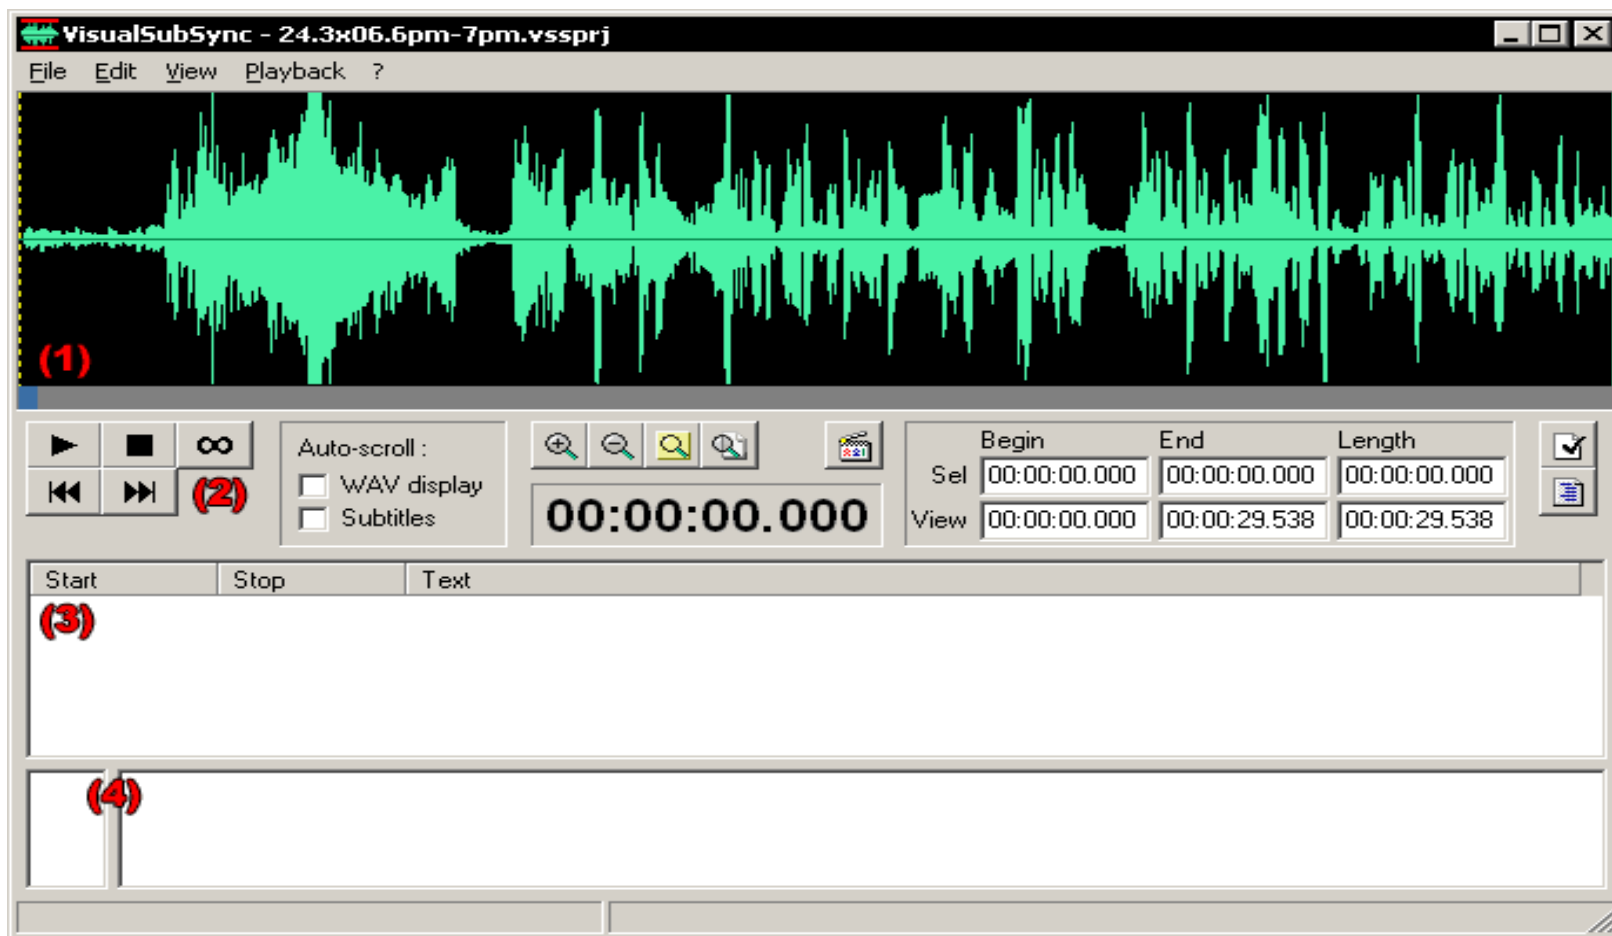 VisualSubSync - 24.3x06.6pm-7pm.vssprj
File Edit View Playback ?
(1)
Auto-scroll :
WAV display
Subtitles
(2)
00:00:00.000
Begin End Length
Sel 00:00:00.000 00:00:00.000 00:00:00.000
View 00:00:00.000 00:00:29.538 00:00:29.538
Start Stop Text
(3)
(4)